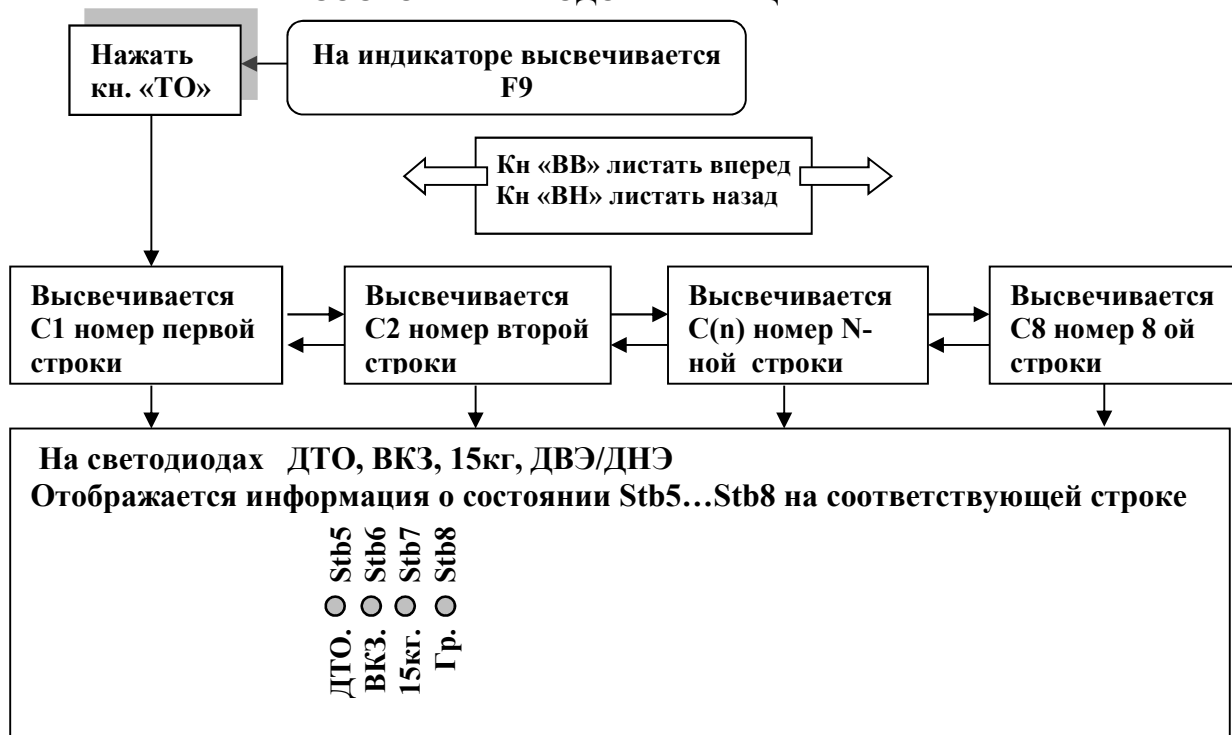 Нажать
кн. «ТО»
На индикаторе высвечивается
F9
Кн «ВВ» листать вперед
Кн «ВН» листать назад
Высвечивается
С1 номер первой
строки
Высвечивается
С2 номер второй
строки
Высвечивается
С(n) номер N-
ной строки
Высвечивается
С8 номер 8 ой
строки
На светодиодах ДТО, ВКЗ, 15кг, ДВЭ/ДНЭ
Отображается информация о состоянии Stb5…Stb8 на соответствующей строке
ДТО. Stb5
ВКЗ. Stb6
15кг. Stb7
Гр. Stb8